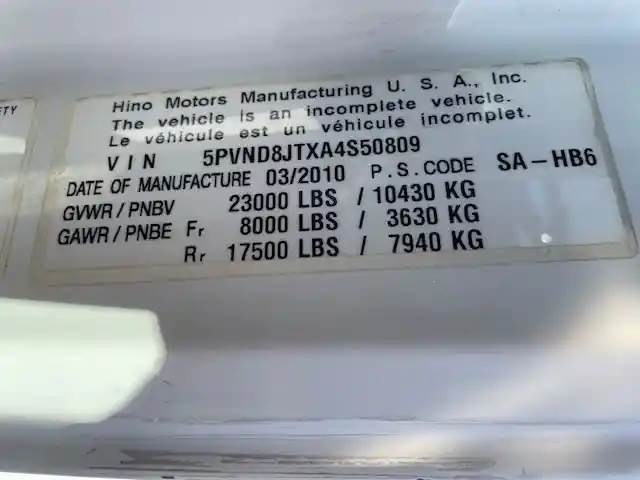 FTY
Hino Motors Manufacturing U. S. A., Inc.
The vehicle is an incomplete vehicle.
Le véhicule est un véhicule incomplet.
VIN 5PVND8JTXA4S50809
DATE OF MANUFACTURE 03/2010 P.S.CODE SA-HB6
GVWR/PNBV 23000 LBS / 10430 KG
GAWR/PNBE Fr 8000 LBS / 3630 KG
Rr 17500 LBS / 7940 KG